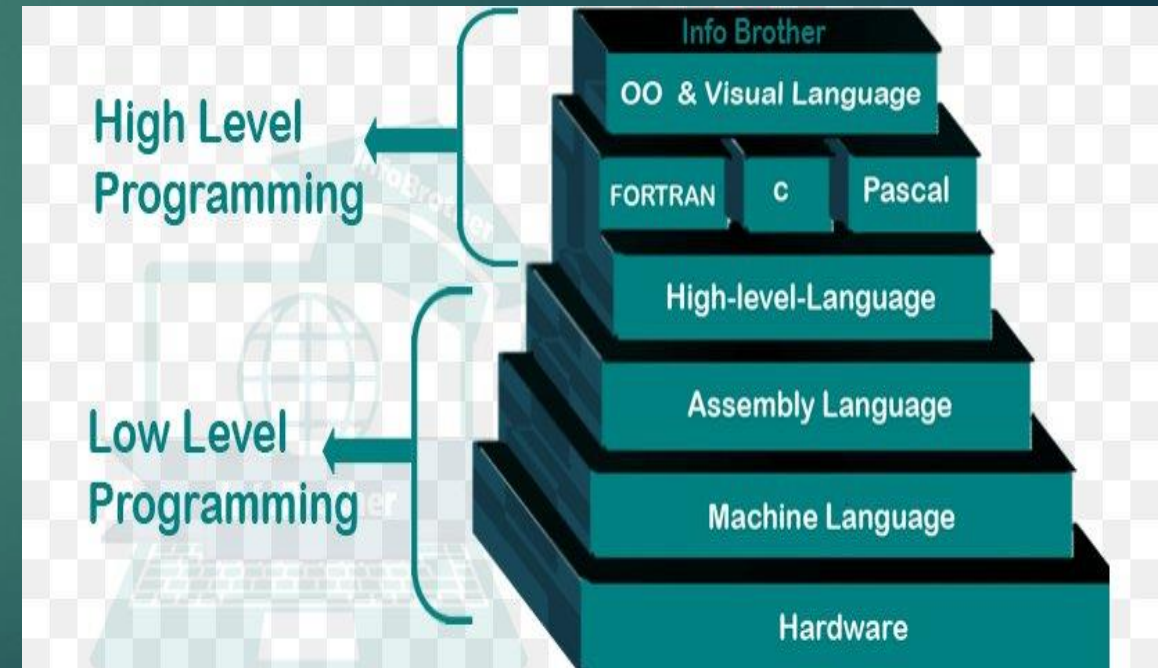 Info Brother
OO & Visual Language
High Level
Programming
FORTRAN
C
Pascal
High-level-Language
Assembly Language
Low Level
Programming
Machine Language
Hardware
InfoBrother